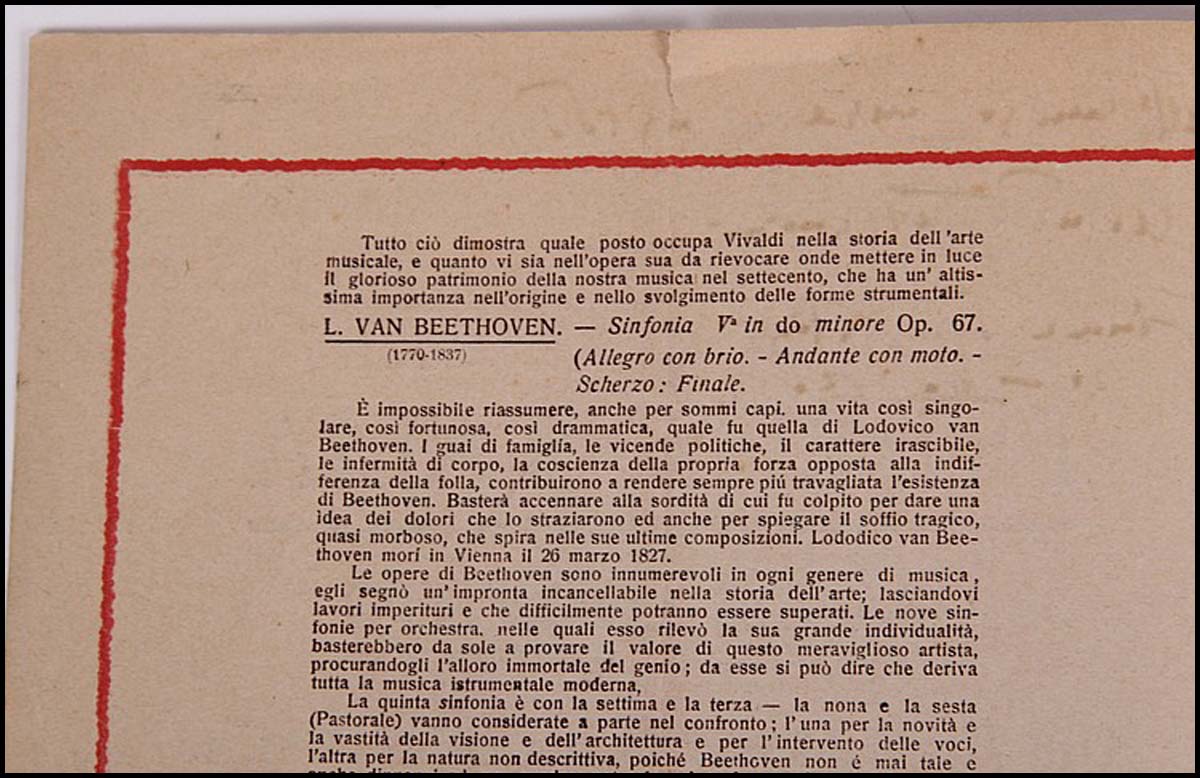 Tutto ciò dimostra quale posto occupa Vivaldi nella storia dell'arte
musicale, e quanto vi sia nell'opera sua da rievocare onde mettere in luce
il glorioso patrimonio della nostra musica nel settecento, che ha un' altis-
sima importanza nell'origine e nello svolgimento delle forme strumentali.
L. VAN BEETHOVEN. — Sinfonia Vª in do minore Op. 67.
(1770-1837) (Allegro con brio. - Andante con moto. -
Scherzo: Finale.
È impossibile riassumere, anche per sommi capi. una vita così singo-
lare, così fortunosa, così drammatica, quale fu quella di Lodovico van
Beethoven. I guai di famiglia, le vicende politiche, il carattere irascibile,
le infermità di corpo, la coscienza della propria forza opposta alla indif-
ferenza della folla, contribuirono a rendere sempre piú travagliata l'esistenza
di Beethoven. Basterà accennare alla sordità di cui fu colpito per dare una
idea dei dolori che lo straziarono ed anche per spiegare il soffio tragico,
quasi morboso, che spira nelle sue ultime composizioni. Lododico van Bee-
thoven morí in Vienna il 26 marzo 1827.
Le opere di Beethoven sono innumerevoli in ogni genere di musica,
egli segnò un'impronta incancellabile nella storia dell'arte; lasciandovi
lavori imperituri e che difficilmente potranno essere superati. Le nove sin-
fonie per orchestra. nelle quali esso rilevò la sua grande individualità,
basterebbero da sole a provare il valore di questo meraviglioso artista,
procurandogli l'alloro immortale del genio; da esse si può dire che deriva
tutta la musica istrumentale moderna,
La quinta sinfonia è con la settima e la terza — la nona e la sesta
(Pastorale) vanno considerate a parte nel confronto; l'una per la novità e
la vastità della visione e dell'architettura e per l'intervento delle voci,
l'altra per la natura non descrittiva, poiché Beethoven non é mai tale e